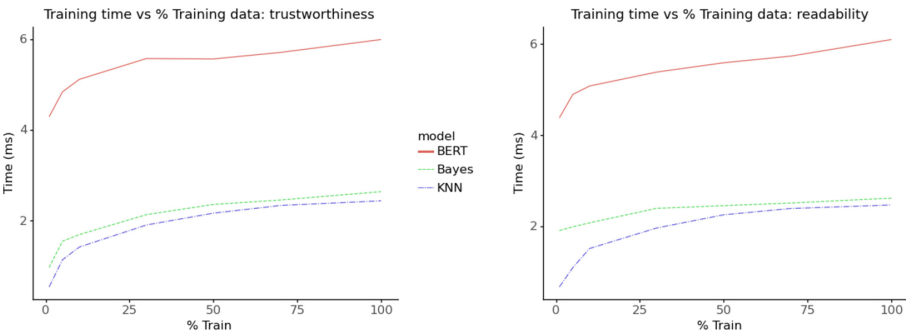 Training time vs % Training data: trustworthiness
6
4
2
Time (ms)
0
25
50
75
100
% Train
model
BERT
Bayes
KNN
Training time vs % Training data: readability
6
4
2
Time (ms)
0
25
50
75
100
% Train